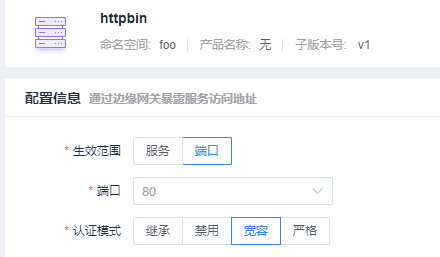 httpbin
命名空间: foo 产品名称: 无 子版本号: v1
配置信息 通过边缘网关暴露服务访问地址
* 生效范围 服务 端口
* 端口 80
* 认证模式 继承 禁用 宽容 严格